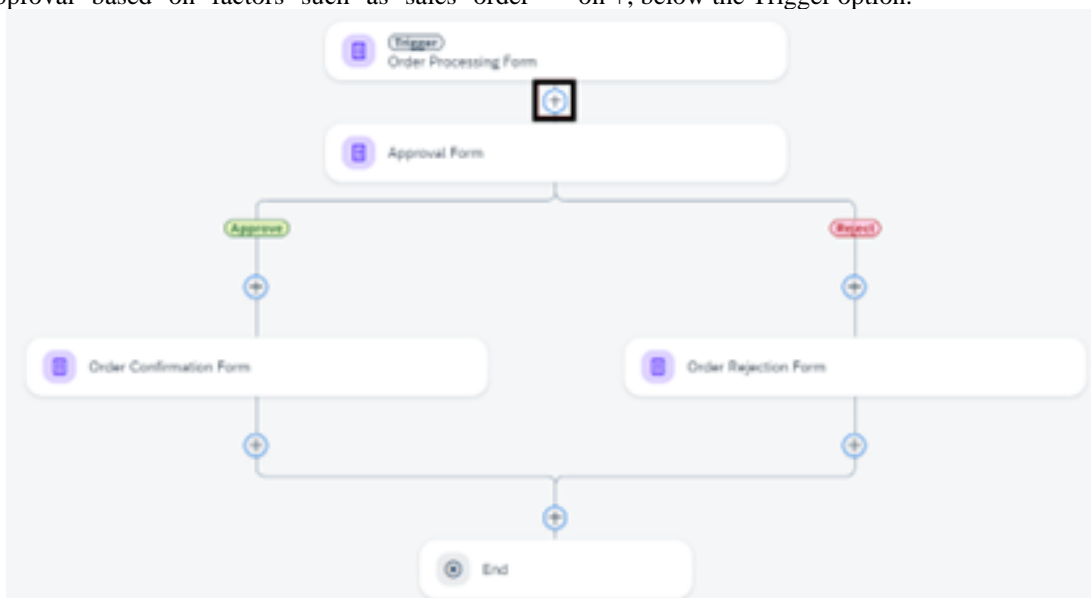 approval based on factors such as sales order
on +, below the Trigger option.
Trigger
Order Processing Form
Approval Form
Approve
Reject
Order Confirmation Form
Order Rejection Form
End